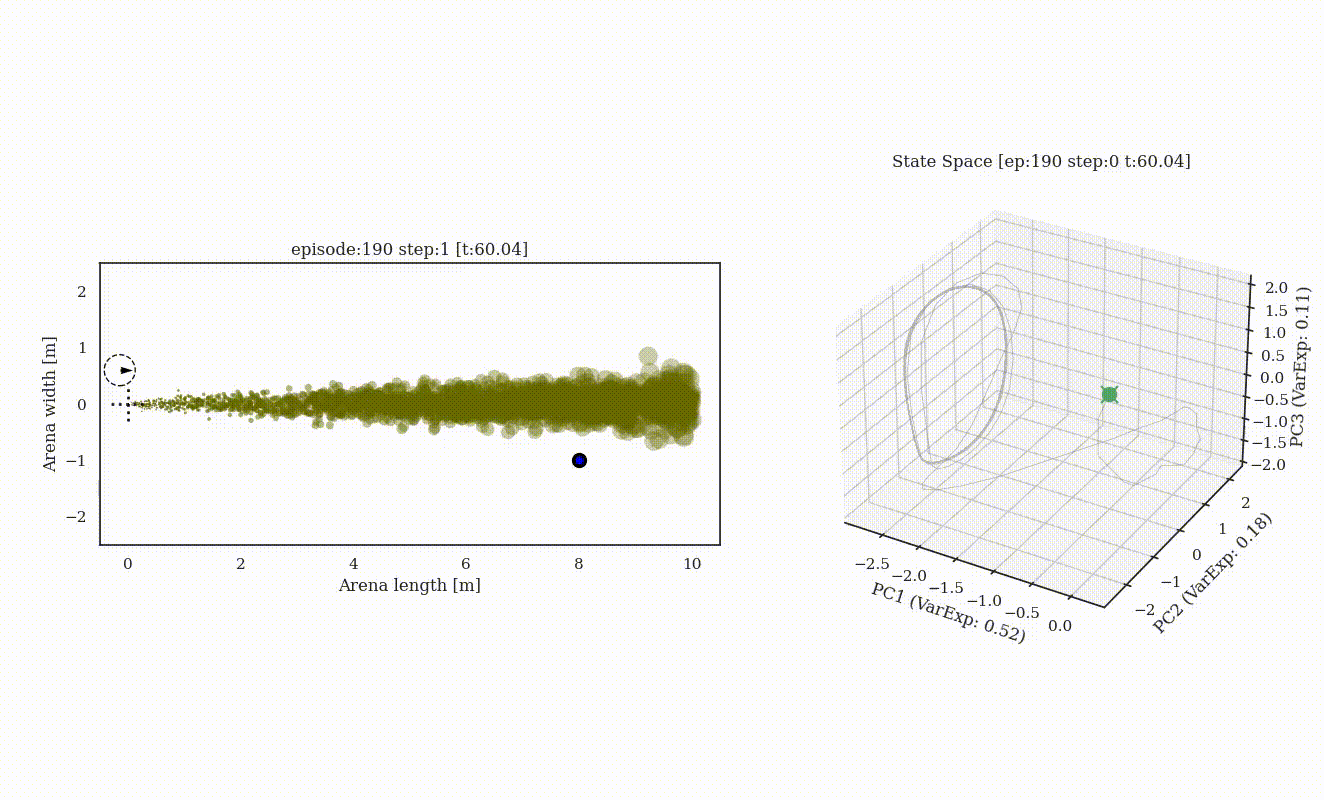 State Space [ep:190 step:0 t:60.04]
episode:190 step:1 [t:60.04]
2
1
0
−1
−2
Arena width [m]
0 2 4 6 8 10
Arena length [m]
2.0
1.5
1.0
0.5
0.0
−0.5
−1.0
−1.5
−2.0
PC3 (VarExp: 0.11)
2
1
0
−1
−2
PC2 (VarExp: 0.18)
−2.5 −2.0 −1.5 −1.0 −0.5 0.0
PC1 (VarExp: 0.52)